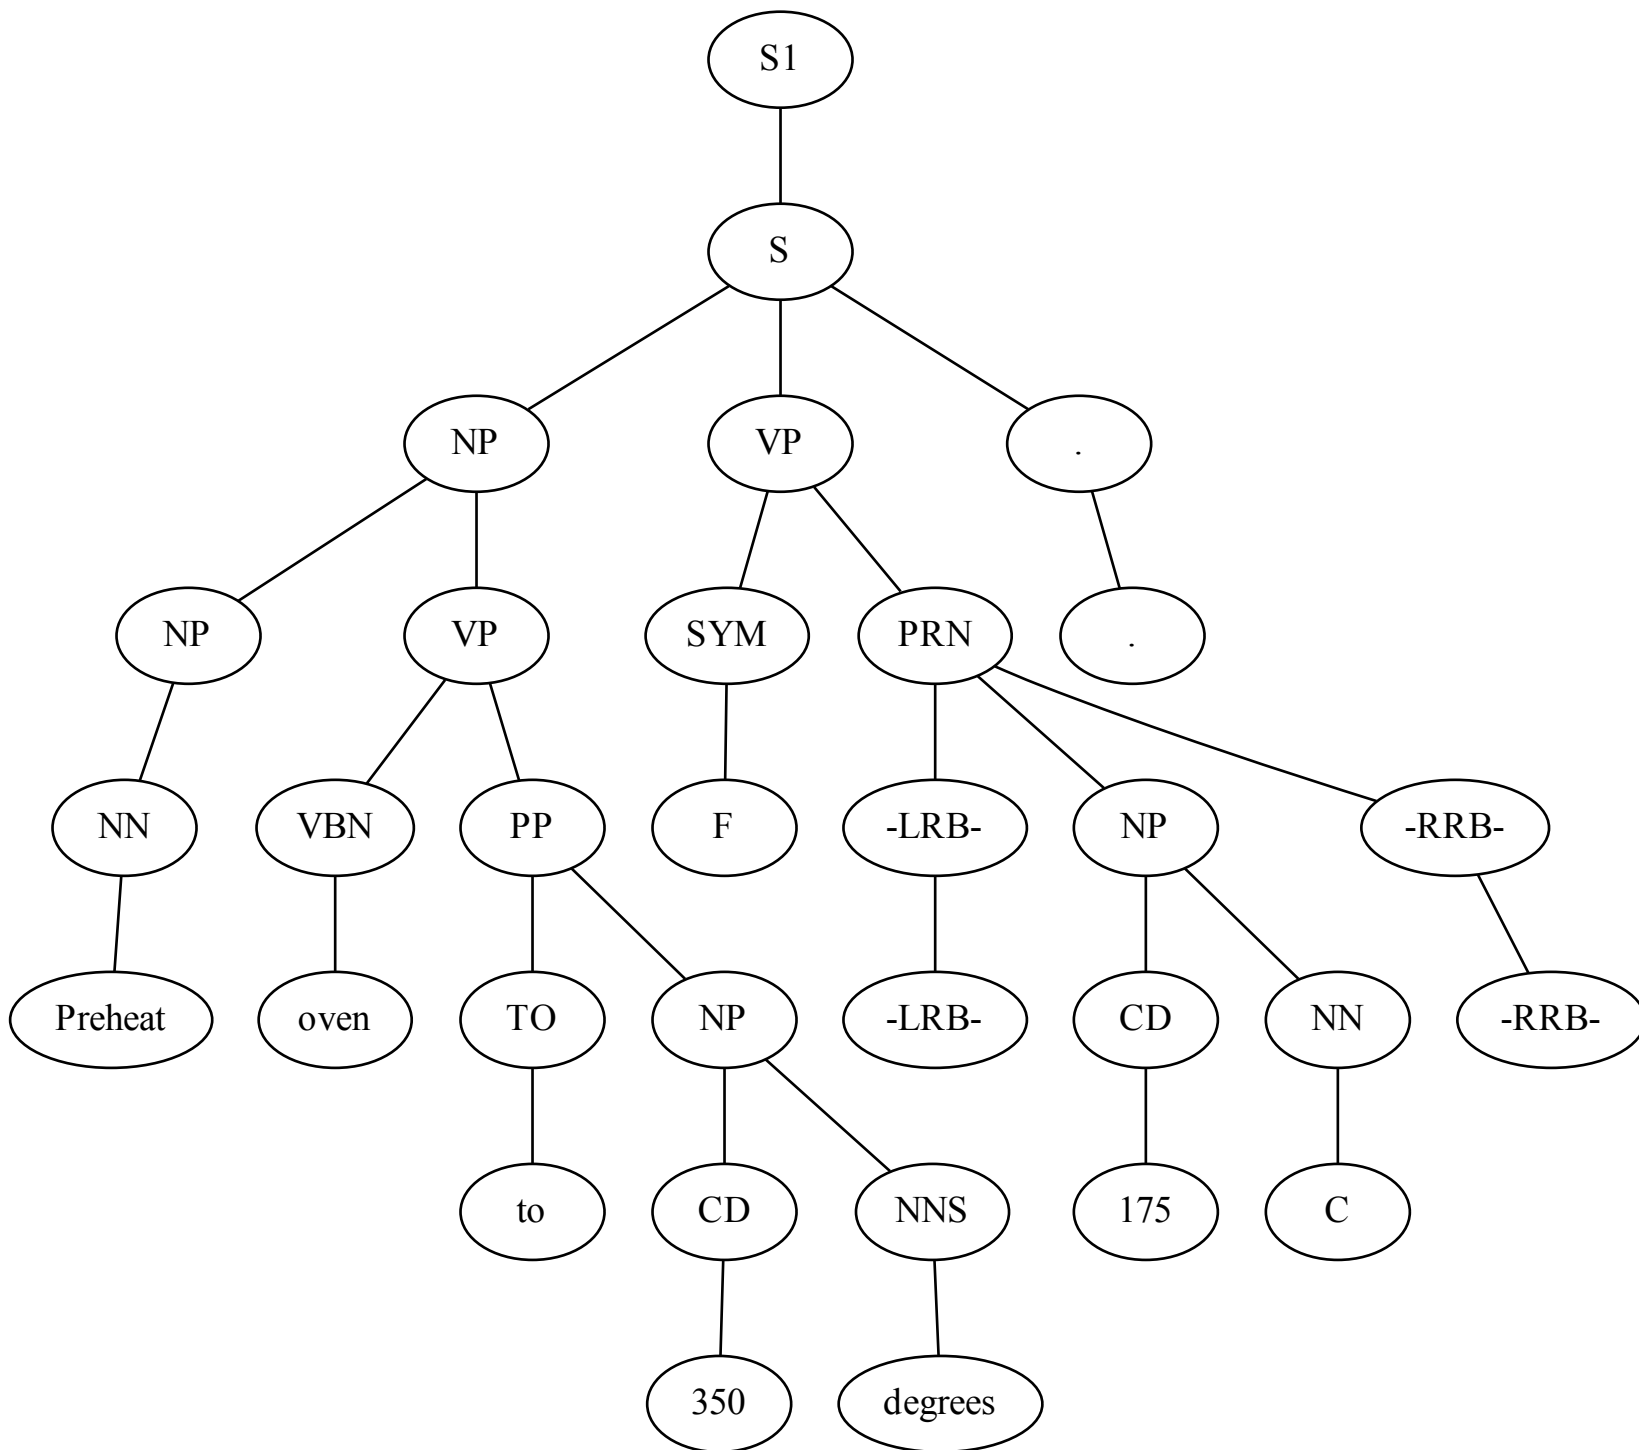 S1
S
NP VP .
NP VP SYM PRN .
NN VBN PP F -LRB- NP -RRB-
Preheat oven TO NP -LRB- CD NN -RRB-
to CD NNS 175 C
350 degrees